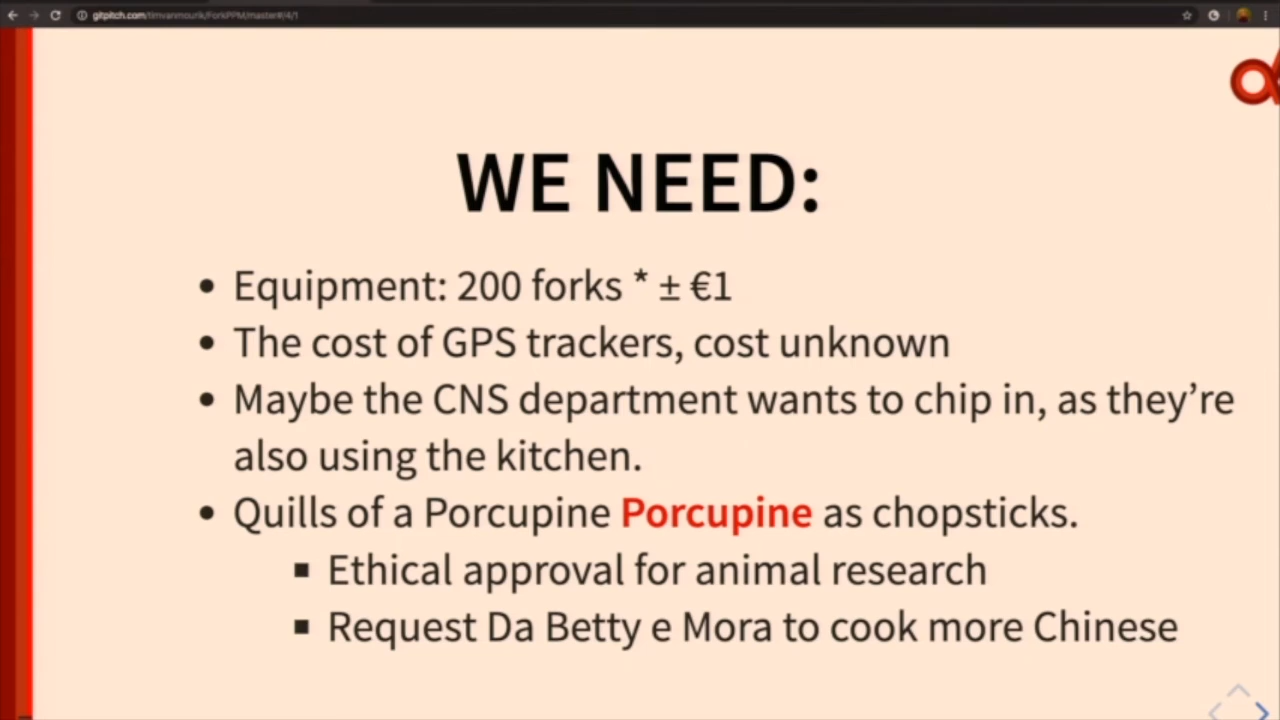 gitpitch.com/timvanmourik/ForkPPM/master#/4/1
WE NEED:
• Equipment: 200 forks * ± €1
• The cost of GPS trackers, cost unknown
• Maybe the CNS department wants to chip in, as they’re
also using the kitchen.
• Quills of a Porcupine Porcupine as chopsticks.
▪ Ethical approval for animal research
▪ Request Da Betty e Mora to cook more Chinese